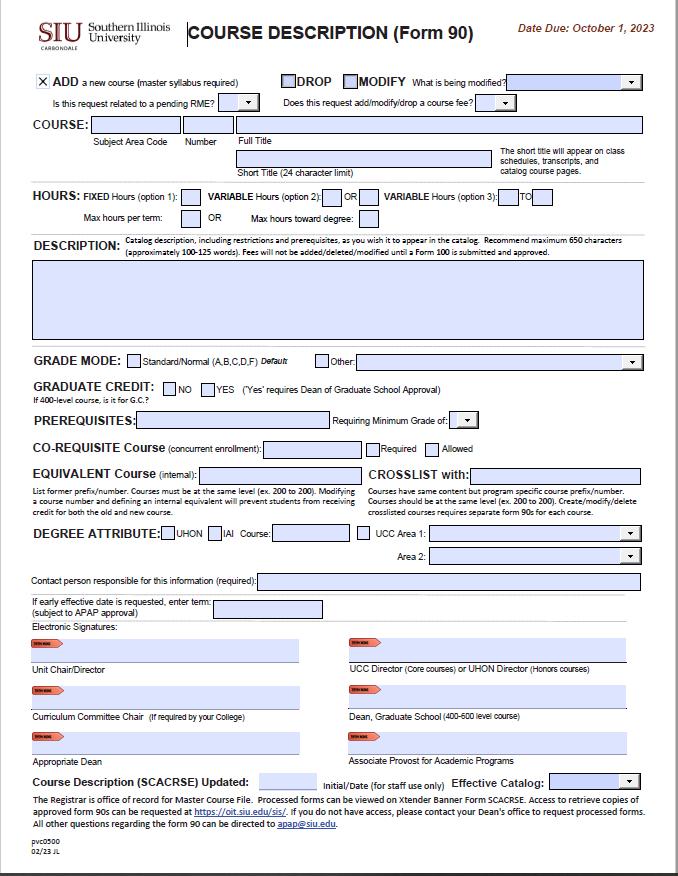 SIU Southern Illinois University CARBONDALE
COURSE DESCRIPTION (Form 90)
Date Due: October 1, 2023
X ADD a new course (master syllabus required) DROP MODIFY What is being modified?
Is this request related to a pending RME? Does this request add/modify/drop a course fee?
COURSE:
Subject Area Code Number Full Title
The short title will appear on class
schedules, transcripts, and
catalog course pages.
Short Title (24 character limit)
HOURS: FIXED Hours (option 1): VARIABLE Hours (option 2): OR VARIABLE Hours (option 3): TO
Max hours per term: OR Max hours toward degree:
DESCRIPTION: Catalog description, including restrictions and prerequisites, as you wish it to appear in the catalog. Recommend maximum 650 characters
(approximately 100-125 words). Fees will not be added/deleted/modified until a Form 100 is submitted and approved.
GRADE MODE: Standard/Normal (A,B,C,D,F) Default Other:
GRADUATE CREDIT: NO YES ('Yes' requires Dean of Graduate School Approval)
If 400-level course, is it for G.C.?
PREREQUISITES: Requiring Minimum Grade of:
CO-REQUISITE Course (concurrent enrollment): Required Allowed
EQUIVALENT Course (internal): CROSSLIST with:
List former prefix/number. Courses must be at the same level (ex. 200 to 200). Modifying
a course number and defining an internal equivalent will prevent students from receiving
credit for both the old and new course.
Courses have same content but program specific course prefix/number.
Courses should be at the same level (ex. 200 to 200). Create/modify/delete
crosslisted courses requires separate form 90s for each course.
DEGREE ATTRIBUTE: UHON IAI Course: UCC Area 1:
Area 2:
Contact person responsible for this information (required):
If early effective date is requested, enter term:
(subject to APAP approval)
Electronic Signatures:
Unit Chair/Director UCC Director (Core courses) or UHON Director (Honors courses)
Curriculum Committee Chair (If required by your College) Dean, Graduate School (400-600 level course)
Appropriate Dean Associate Provost for Academic Programs
Course Description (SCACRSE) Updated: Initial/Date (for staff use only) Effective Catalog:
The Registrar is office of record for Master Course File. Processed forms can be viewed on Xtender Banner Form SCACRSE. Access to retrieve copies of
approved form 90s can be requested at https://oit.siu.edu/sis/. If you do not have access, please contact your Dean's office to request processed forms.
All other questions regarding the form 90 can be directed to apap@siu.edu.
pvc0500
02/23 JL